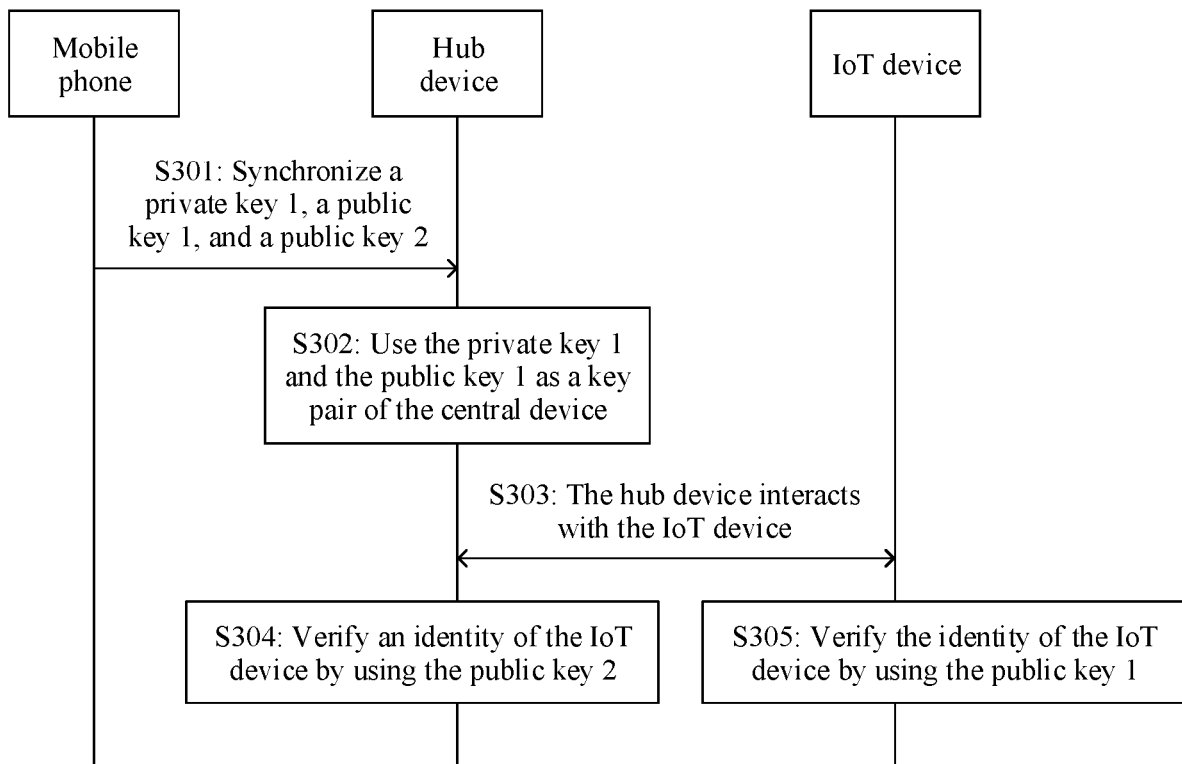 Mobile
phone
Hub
device
IoT device
S301: Synchronize a
private key 1, a public
key 1, and a public key 2
S302: Use the private key 1
and the public key 1 as a key
pair of the central device
S303: The hub device interacts
with the IoT device
S304: Verify an identity of the IoT
device by using the public key 2
S305: Verify the identity of the IoT
device by using the public key 1